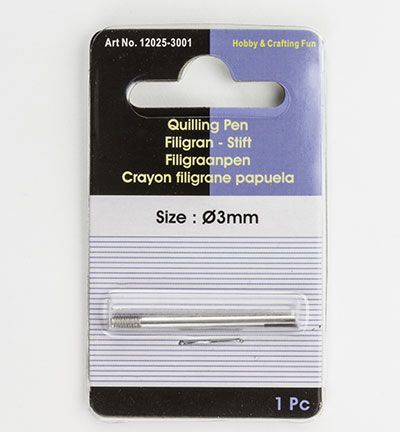 Art No. 12025-3001 Hobby & Crafting Fun
Quilling Pen
Filigran - Stift
Filigraanpen
Crayon filigrane papuela
Size : Ø3mm
1 Pc